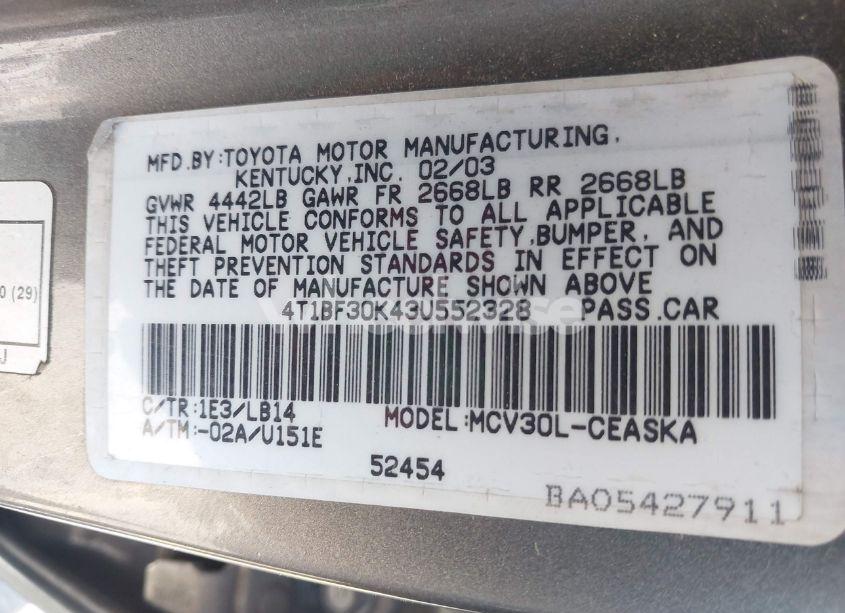 MFD.BY:TOYOTA MOTOR MANUFACTURING,
KENTUCKY,INC. 02/03
GVWR 4442LB GAWR FR 2668LB RR 2668LB
THIS VEHICLE CONFORMS TO ALL APPLICABLE
FEDERAL MOTOR VEHICLE SAFETY,BUMPER, AND
THEFT PREVENTION STANDARDS IN EFFECT ON
THE DATE OF MANUFACTURE SHOWN ABOVE
0 (29)
4T1BF30K43U552328 PASS.CAR
J
C/TR:1E3/LB14 MODEL:MCV30L-CEASKA
A/TM:-02A/U151E
52454
BA05427911